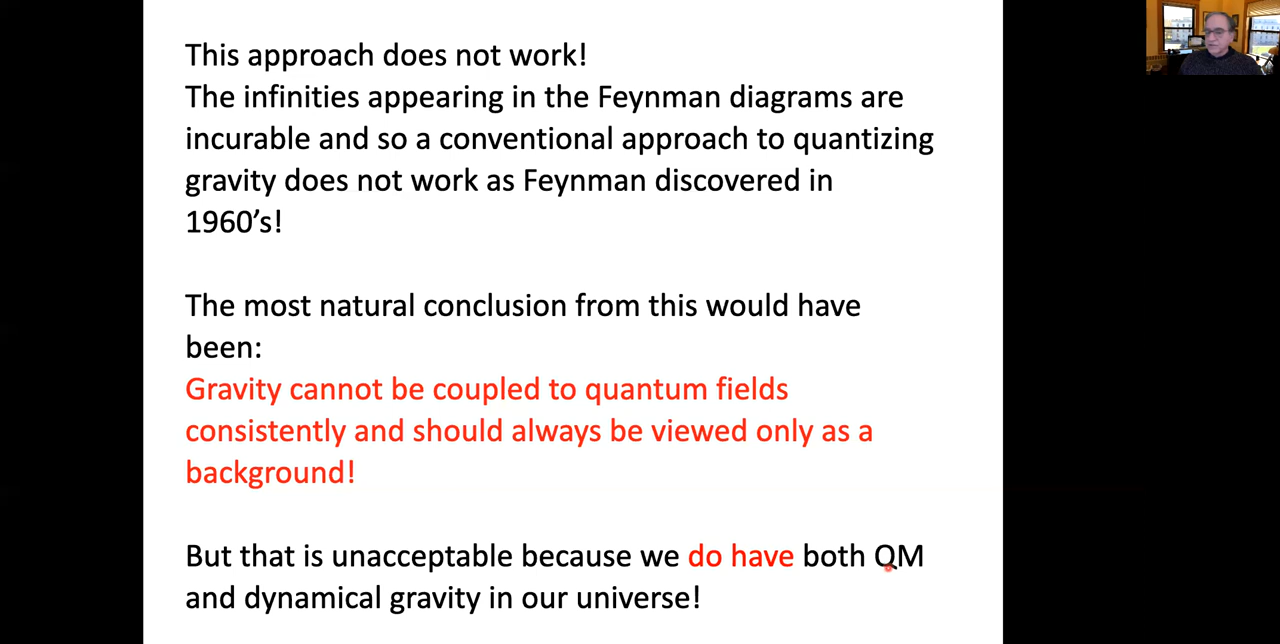 This approach does not work!
The infinities appearing in the Feynman diagrams are
incurable and so a conventional approach to quantizing
gravity does not work as Feynman discovered in
1960’s!
The most natural conclusion from this would have
been:
Gravity cannot be coupled to quantum fields
consistently and should always be viewed only as a
background!
But that is unacceptable because we do have both QM
and dynamical gravity in our universe!